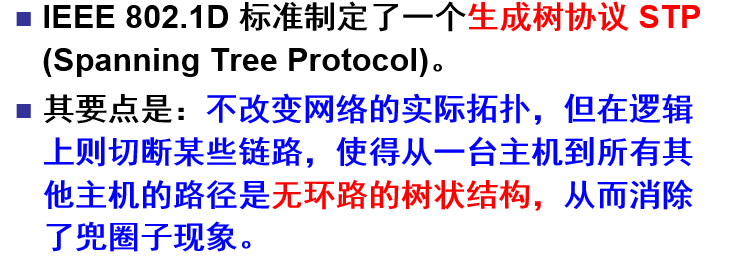 IEEE 802.1D 标准制定了一个生成树协议 STP
(Spanning Tree Protocol)。
其要点是：不改变网络的实际拓扑，但在逻辑
上则切断某些链路，使得从一台主机到所有其
他主机的路径是无环路的树状结构，从而消除
了兜圈子现象。